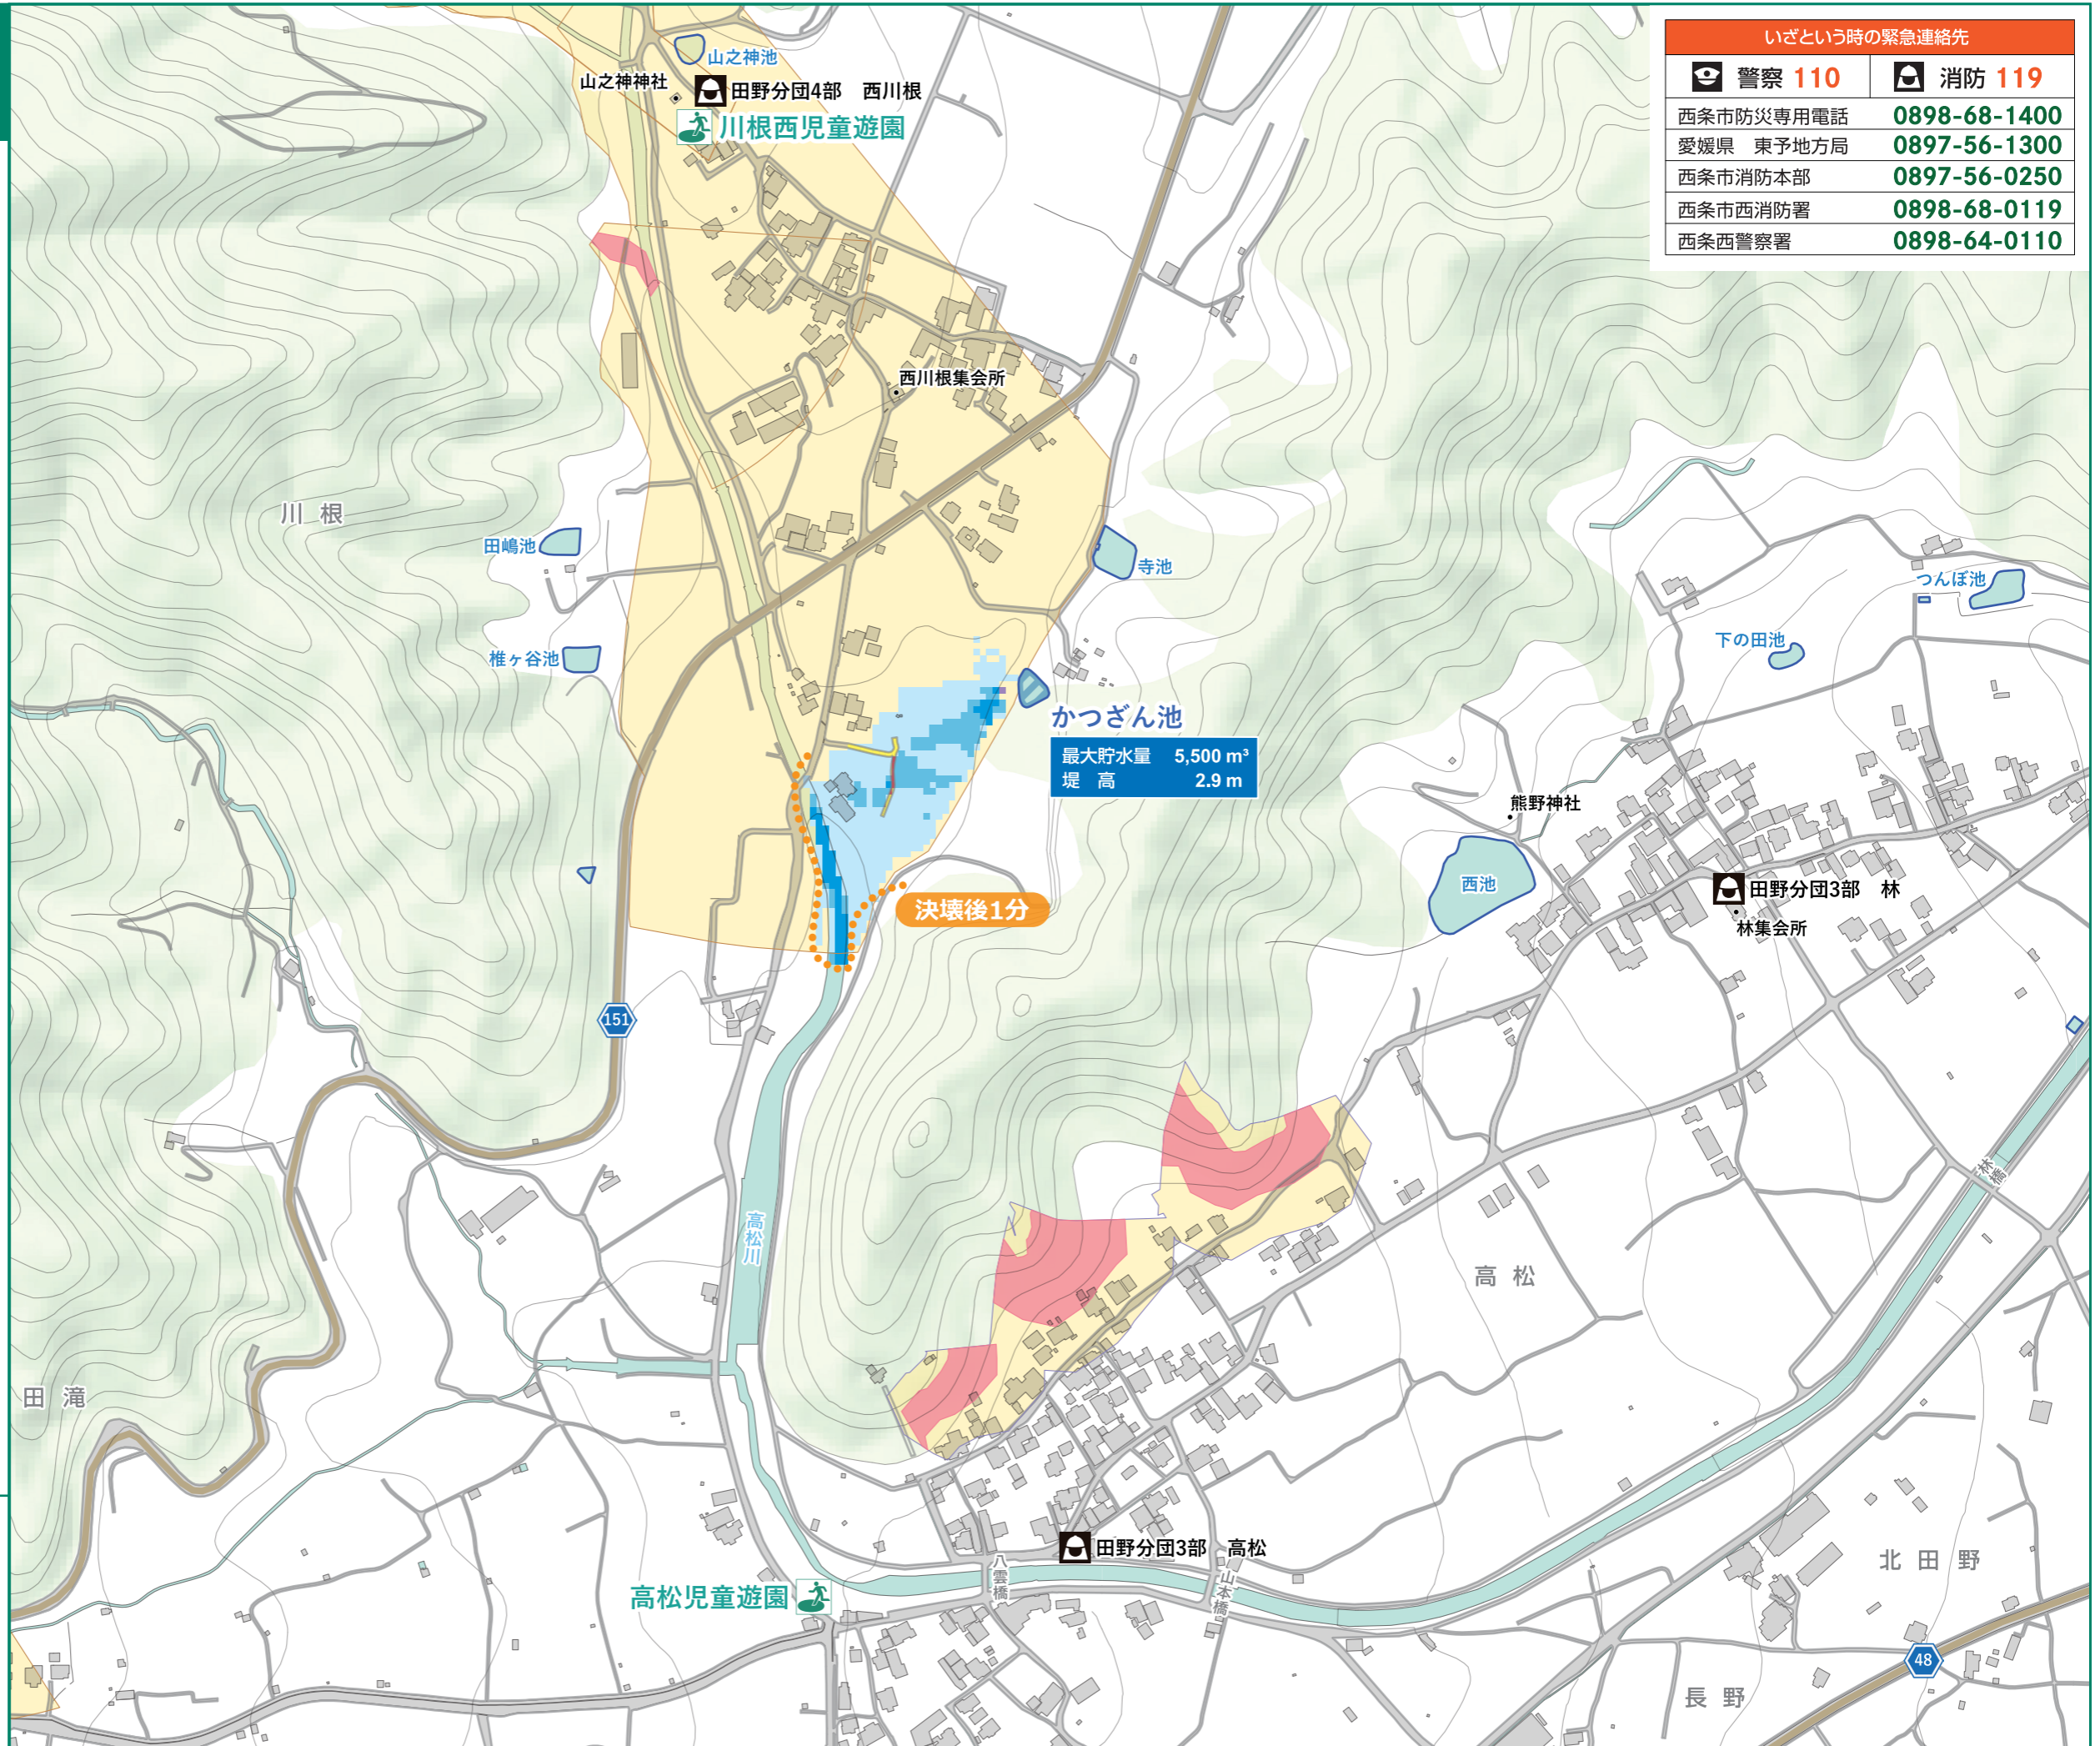 いざという時の緊急連絡先
警察 110
消防 119
西条市防災専用電話 0898-68-1400
愛媛県　東予地方局 0897-56-1300
西条市消防本部 0897-56-0250
西条市西消防署 0898-68-0119
西条西警察署 0898-64-0110
山之神池
山之神神社
田野分団4部　西川根
川根西児童遊園
西川根集会所
川根
田嶋池
寺池
つんぼ池
椎ヶ谷池
下の田池
かつざん池
最大貯水量 5,500 m³
堤　高 2.9 m
熊野神社
西池
田野分団3部　林
林集会所
決壊後1分
151
林橋
高松川
高松
田滝
田野分団3部　高松
八雲橋
山本橋
高松児童遊園
北田野
48
長野